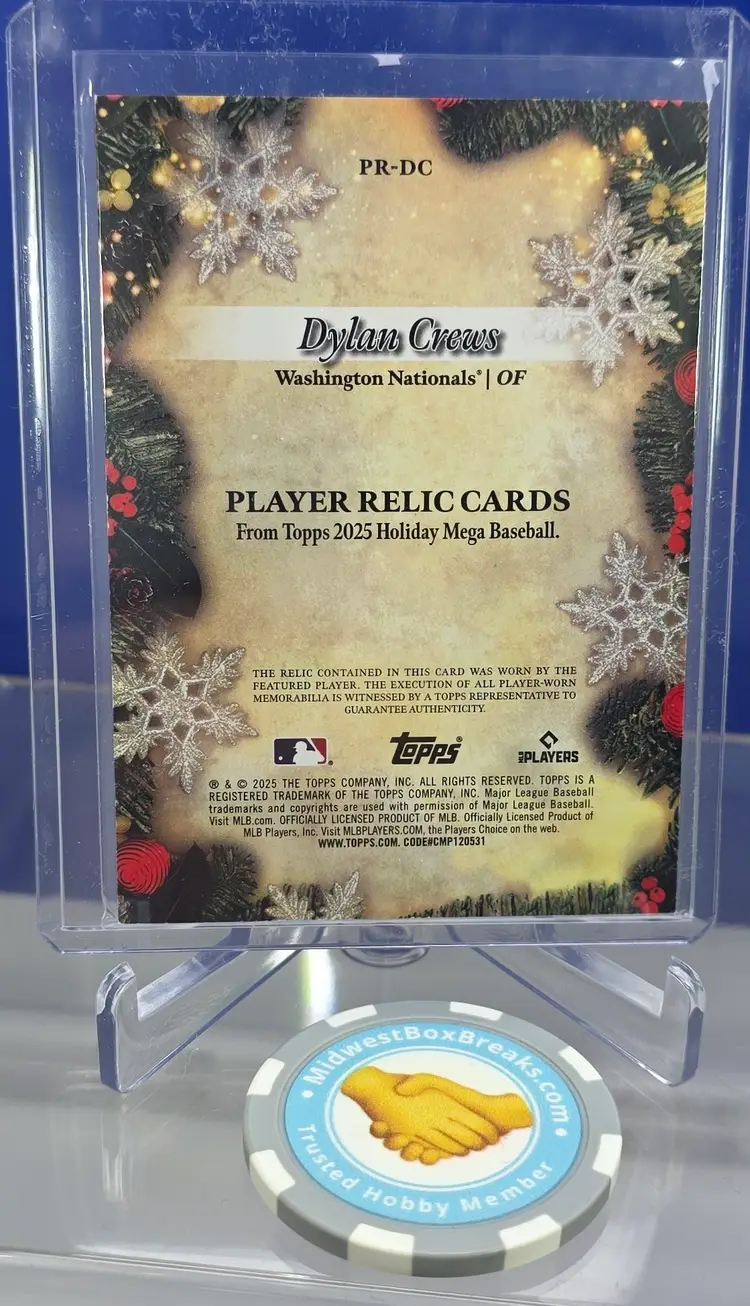 PR-DC
Dylan Crews
Washington Nationals® | OF
PLAYER RELIC CARDS
From Topps 2025 Holiday Mega Baseball.
THE RELIC CONTAINED IN THIS CARD WAS WORN BY THE
FEATURED PLAYER. THE EXECUTION OF ALL PLAYER-WORN
MEMORABILIA IS WITNESSED BY A TOPPS REPRESENTATIVE TO
GUARANTEE AUTHENTICITY.
Topps® MLB PLAYERS
® & © 2025 THE TOPPS COMPANY, INC. ALL RIGHTS RESERVED. TOPPS IS A
REGISTERED TRADEMARK OF THE TOPPS COMPANY, INC. Major League Baseball
trademarks and copyrights are used with permission of Major League Baseball.
Visit MLB.com. OFFICIALLY LICENSED PRODUCT OF MLB. Officially Licensed Product of
MLB Players, Inc. Visit MLBPLAYERS.COM, the Players Choice on the web.
WWW.TOPPS.COM. CODE#CMP120531
• MidwestBoxBreaks.com •
Trusted Hobby Member